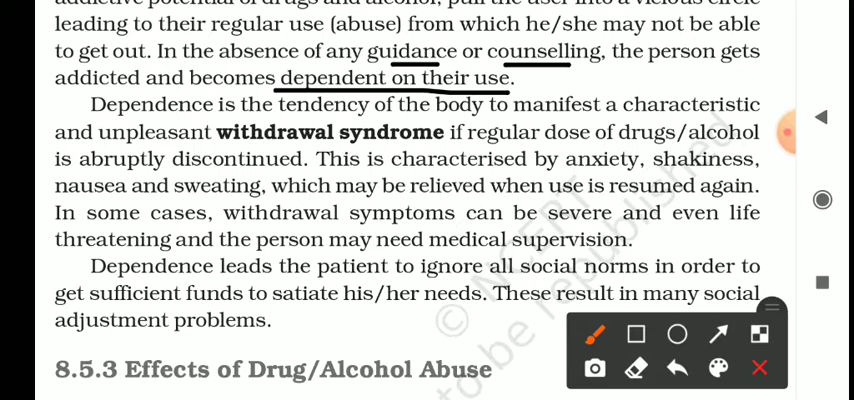 leading to their regular use (abuse) from which he/she may not be able
to get out. In the absence of any guidance or counselling, the person gets
addicted and becomes dependent on their use.
Dependence is the tendency of the body to manifest a characteristic
and unpleasant withdrawal syndrome if regular dose of drugs/alcohol
is abruptly discontinued. This is characterised by anxiety, shakiness,
nausea and sweating, which may be relieved when use is resumed again.
In some cases, withdrawal symptoms can be severe and even life
threatening and the person may need medical supervision.
Dependence leads the patient to ignore all social norms in order to
get sufficient funds to satiate his/her needs. These result in many social
adjustment problems.
8.5.3 Effects of Drug/Alcohol Abuse
© NCERT
to be republished